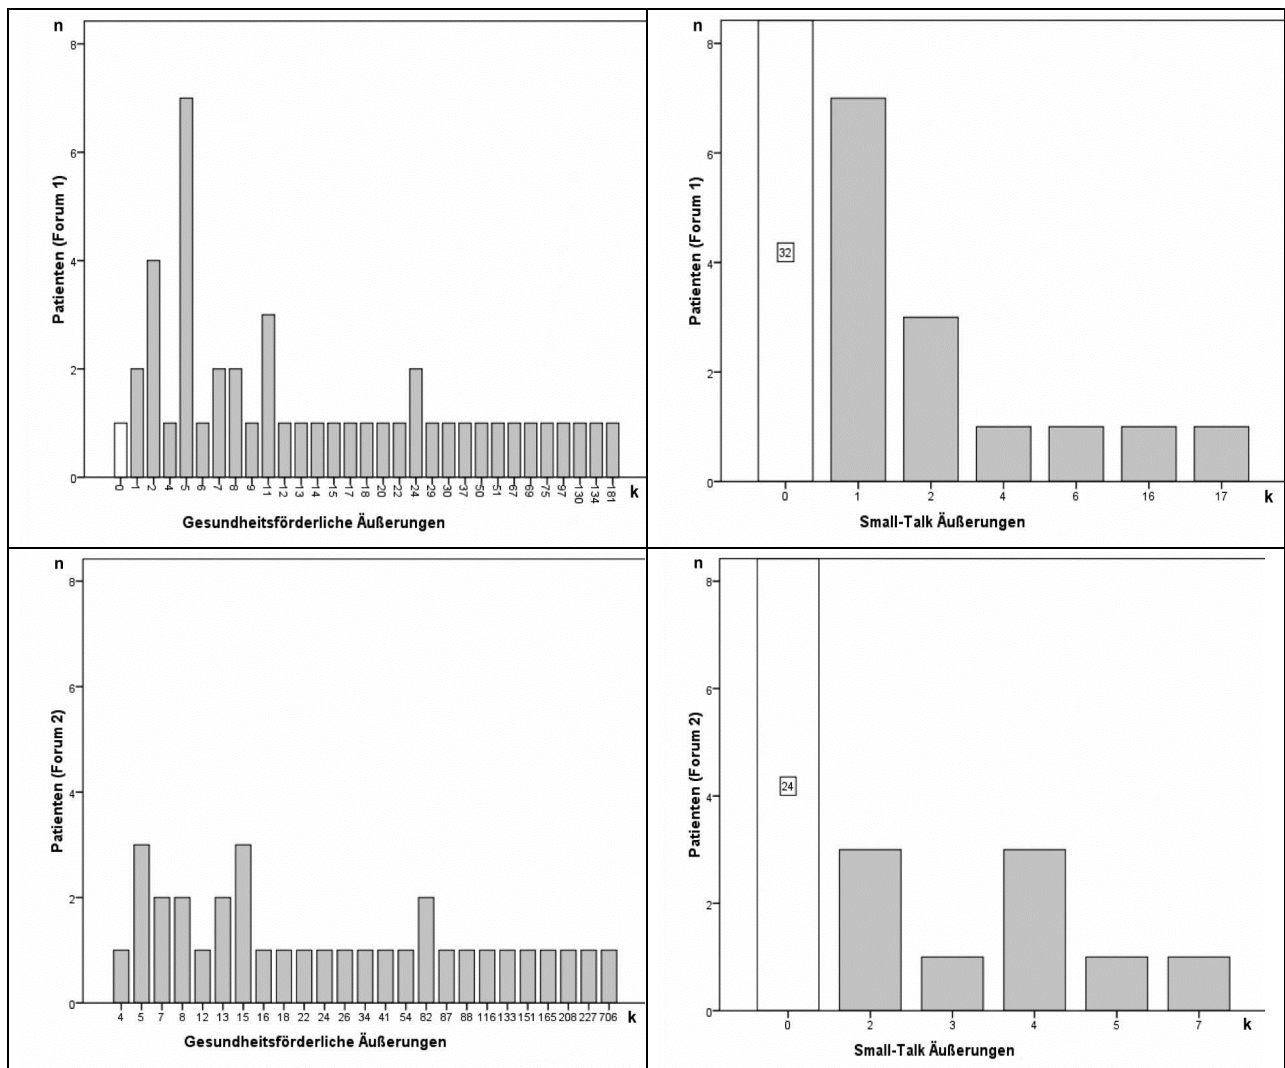 n
8
6
4
2
0
Patienten (Forum 1)
0 1 2 4 5 6 7 8 9 11 12 13 14 15 17 18 20 22 24 29 30 37 50 51 67 69 75 97 130 134 181 k
Gesundheitsförderliche Äußerungen
n
8
6
4
2
0
Patienten (Forum 1)
32
0 1 2 4 6 16 17 k
Small-Talk Äußerungen
n
8
6
4
2
0
Patienten (Forum 2)
4 5 7 8 12 13 15 16 18 22 24 26 34 41 54 82 87 88 116 133 151 165 208 227 706 k
Gesundheitsförderliche Äußerungen
n
8
6
4
2
0
Patienten (Forum 2)
24
0 2 3 4 5 7 k
Small-Talk Äußerungen